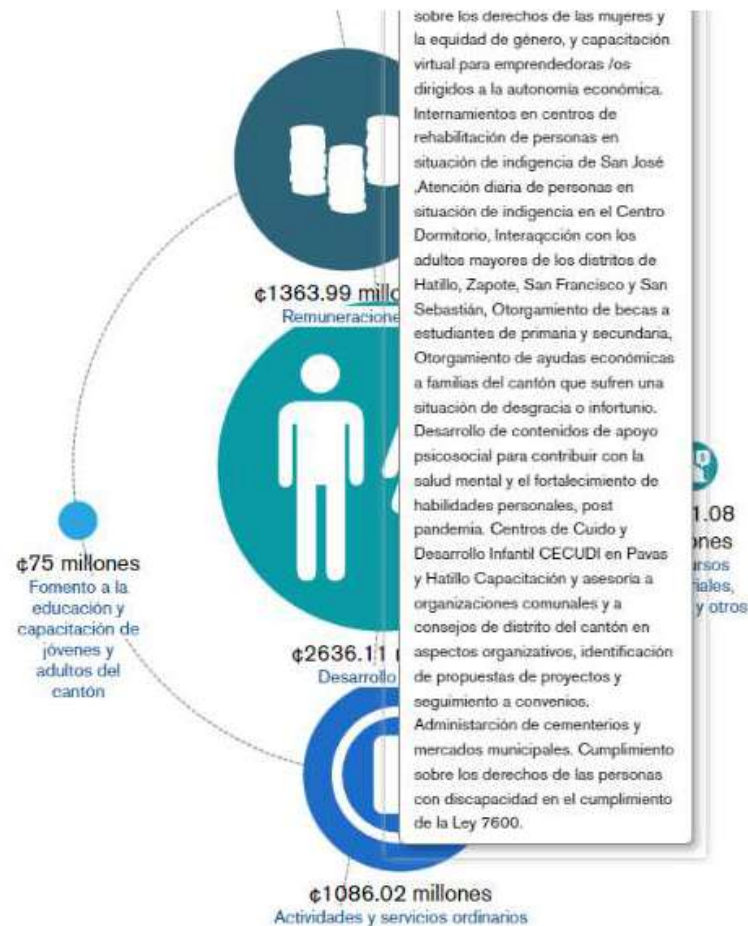 sobre los derechos de las mujeres y
la equidad de género, y capacitación
virtual para emprendedoras /os
dirigidos a la autonomía económica.
Internamientos en centros de
rehabilitación de personas en
situación de indigencia de San José
,Atención diaria de personas en
situación de indigencia en el Centro
Dormitorio, Interaqcción con los
adultos mayores de los distritos de
Hatillo, Zapote, San Francisco y San
Sebastián, Otorgamiento de becas a
estudiantes de primaria y secundaria,
Otorgamiento de ayudas económicas
a familias del cantón que sufren una
situación de desgracia o infortunio.
Desarrollo de contenidos de apoyo
psicosocial para contribuir con la
salud mental y el fortalecimiento de
habilidades personales, post
pandemia. Centros de Cuido y
Desarrollo Infantil CECUDI en Pavas
y Hatillo Capacitación y asesoría a
organizaciones comunales y a
consejos de distrito del cantón en
aspectos organizativos, identificación
de propuestas de proyectos y
seguimiento a convenios.
Administarción de cementerios y
mercados municipales. Cumplimiento
sobre los derechos de las personas
con discapacidad en el cumplimiento
de la Ley 7600.
¢1363.99
¢75 millones
Fomento a la
educación y
capacitación de
jóvenes y
adultos del
cantón
¢2636.11
Desarrollo
1.08
y otros
¢1086.02 millones
Actividades y servicios ordinarios